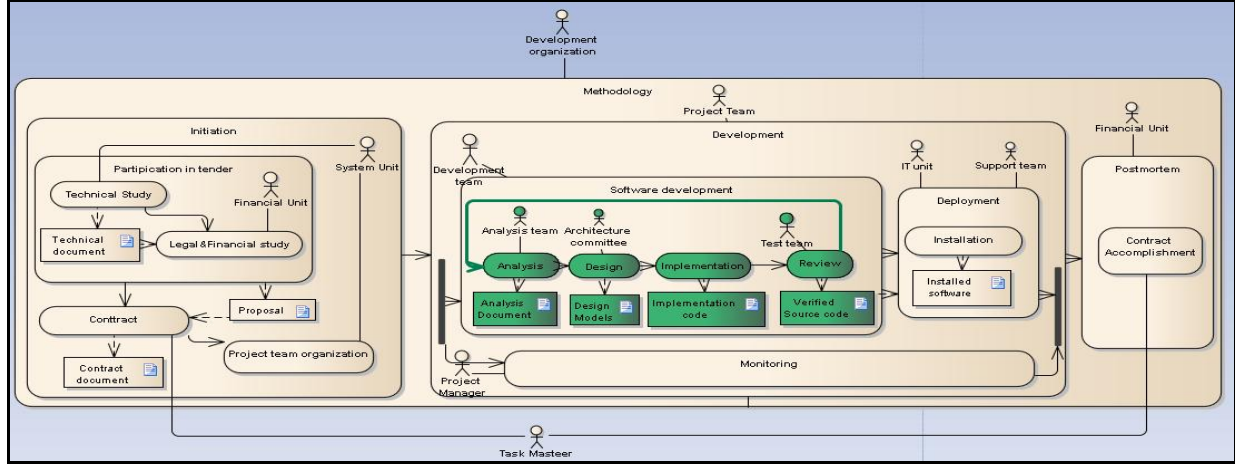 Development
organization
Methodology
Project Team
Financial Unit
Initiation
System Unit
Partipication in tender
Technical Study
Financial Unit
Technical
document
Legal&Financial study
Conttract
Proposal
Project team organization
Contract
document
Development
Development
team
Software development
Analysis team
Architecture
committee
Test team
Analysis
Design
Implementation
Review
Analysis
Document
Design
Models
Implementation
code
Verified
Source code
IT unit
Support team
Deployment
Installation
Installed
software
Project
Manager
Monitoring
Postmortem
Contract
Accomplishment
Task Masteer